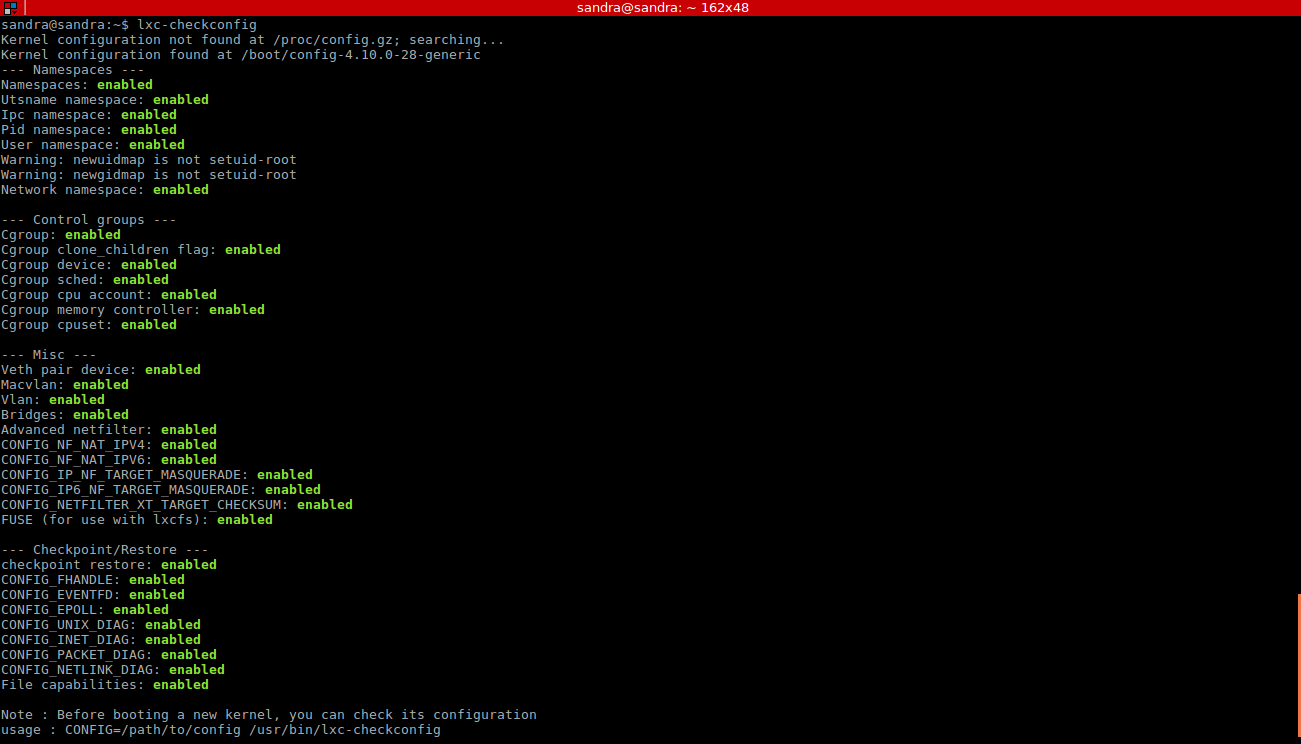 sandra@sandra: ~ 162x48
sandra@sandra:~$ lxc-checkconfig
Kernel configuration not found at /proc/config.gz; searching...
Kernel configuration found at /boot/config-4.10.0-28-generic
--- Namespaces ---
Namespaces: enabled
Utsname namespace: enabled
Ipc namespace: enabled
Pid namespace: enabled
User namespace: enabled
Warning: newuidmap is not setuid-root
Warning: newgidmap is not setuid-root
Network namespace: enabled
--- Control groups ---
Cgroup: enabled
Cgroup clone_children flag: enabled
Cgroup device: enabled
Cgroup sched: enabled
Cgroup cpu account: enabled
Cgroup memory controller: enabled
Cgroup cpuset: enabled
--- Misc ---
Veth pair device: enabled
Macvlan: enabled
Vlan: enabled
Bridges: enabled
Advanced netfilter: enabled
CONFIG_NF_NAT_IPV4: enabled
CONFIG_NF_NAT_IPV6: enabled
CONFIG_IP_NF_TARGET_MASQUERADE: enabled
CONFIG_IP6_NF_TARGET_MASQUERADE: enabled
CONFIG_NETFILTER_XT_TARGET_CHECKSUM: enabled
FUSE (for use with lxcfs): enabled
--- Checkpoint/Restore ---
checkpoint restore: enabled
CONFIG_FHANDLE: enabled
CONFIG_EVENTFD: enabled
CONFIG_EPOLL: enabled
CONFIG_UNIX_DIAG: enabled
CONFIG_INET_DIAG: enabled
CONFIG_PACKET_DIAG: enabled
CONFIG_NETLINK_DIAG: enabled
File capabilities: enabled
Note : Before booting a new kernel, you can check its configuration
usage : CONFIG=/path/to/config /usr/bin/lxc-checkconfig